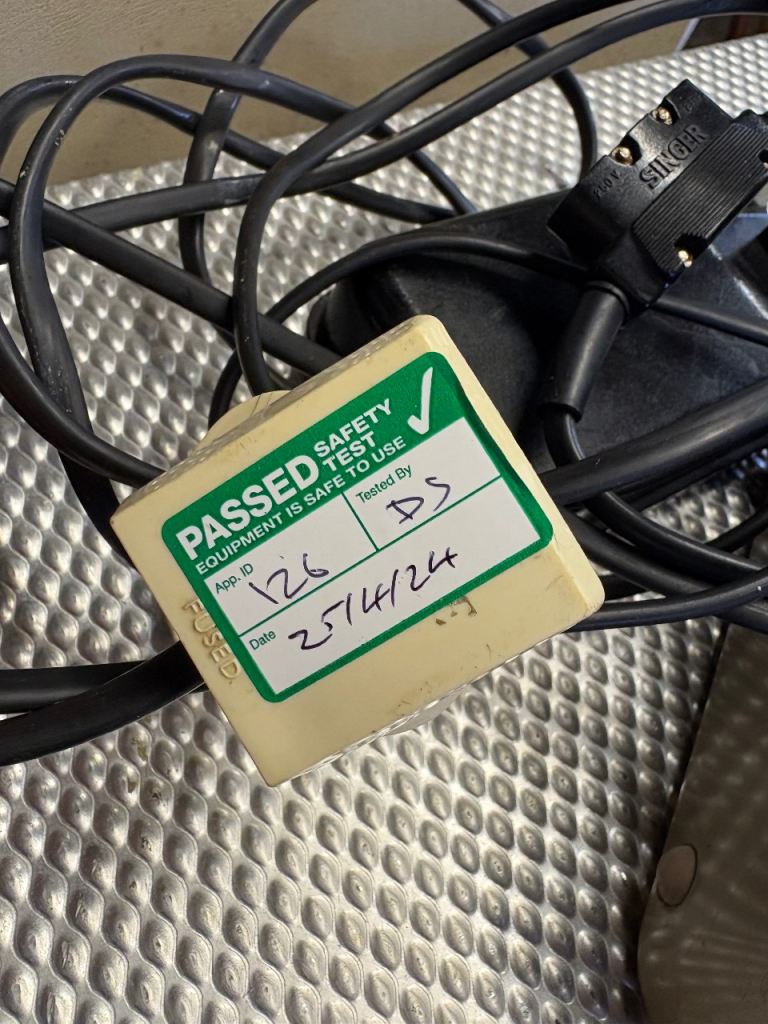 250V
SINGER
PASSED SAFETY TEST
EQUIPMENT IS SAFE TO USE
App. ID 126
Tested By DS
Date 25/4/24
FUSED